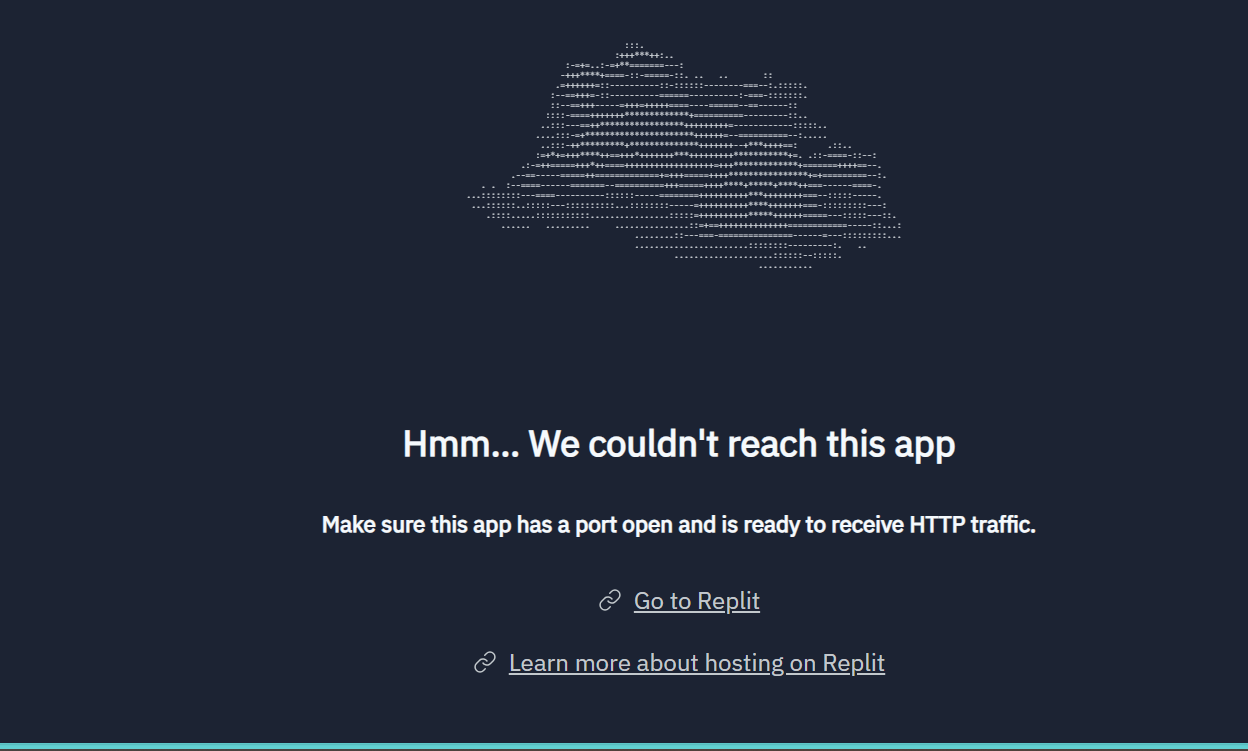 Hmm... We couldn't reach this app
Make sure this app has a port open and is ready to receive HTTP traffic.
Go to Replit
Learn more about hosting on Replit